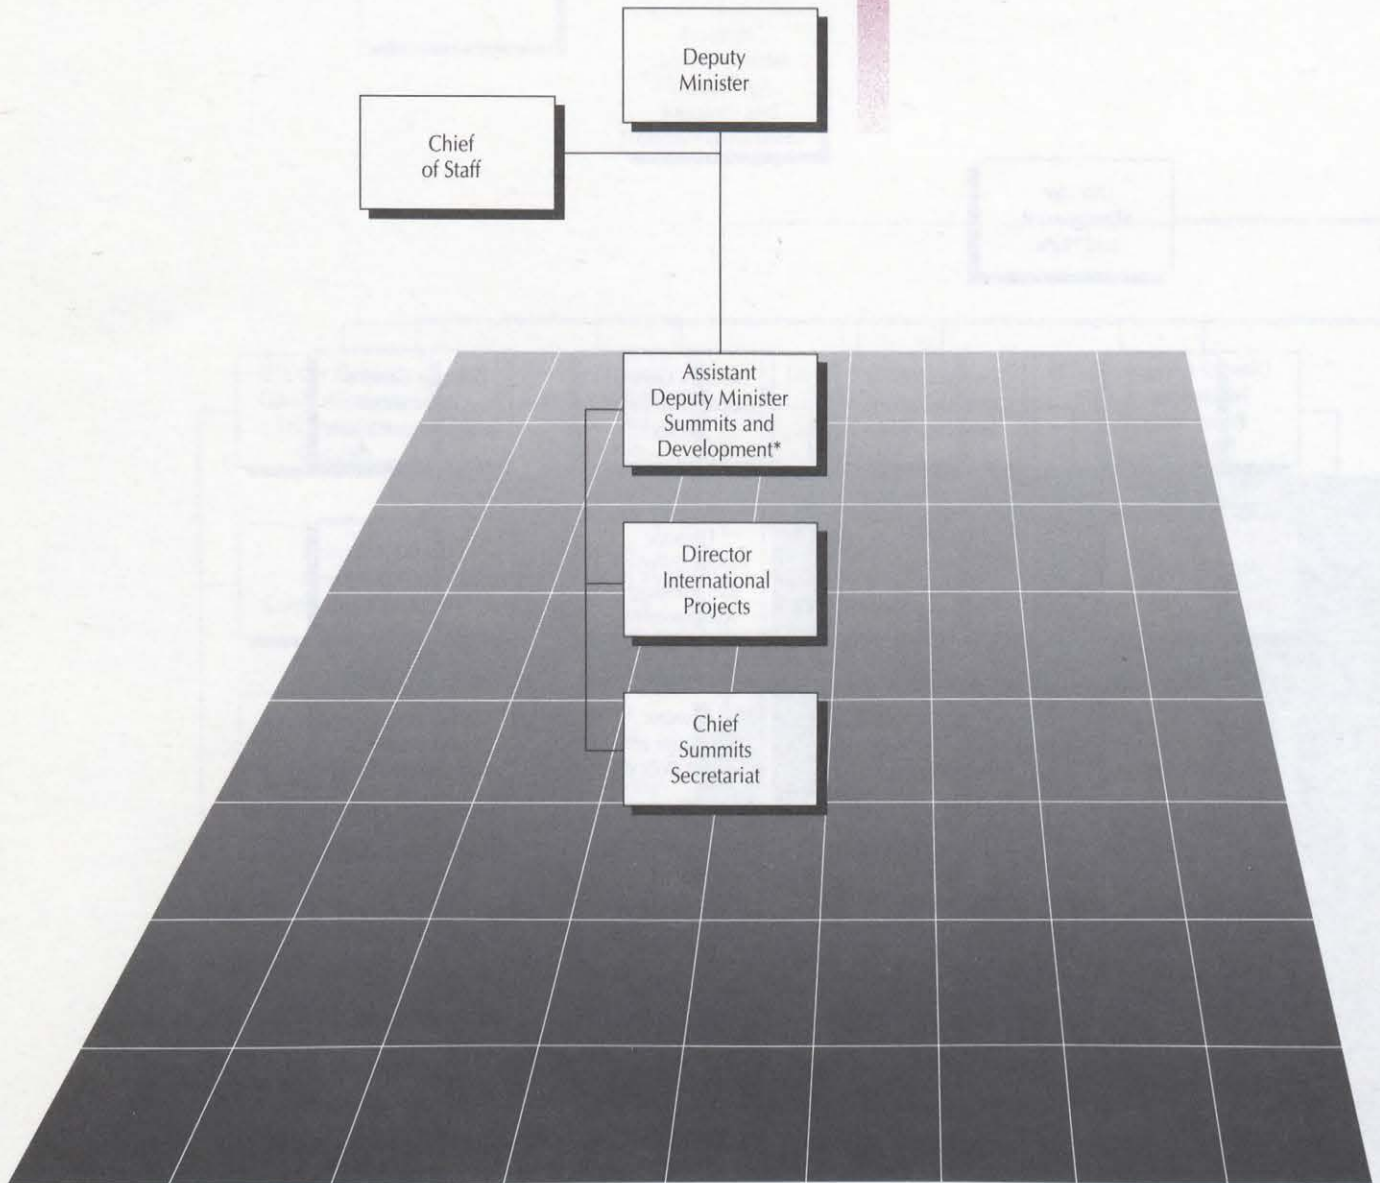 Deputy
Minister
Chief
of Staff
Assistant
Deputy Minister
Summits and
Development*
Director
International
Projects
Chief
Summits
Secretariat